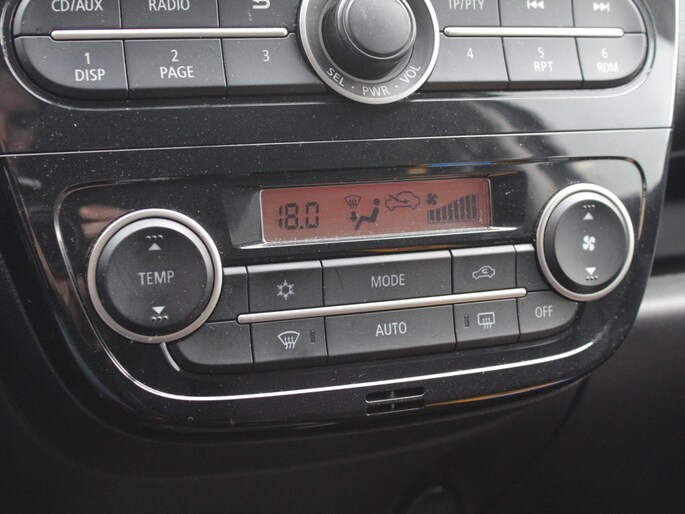 CD/AUX RADIO TP/PTY
1 2 3 4 5 6
DISP PAGE RPT RDM
SEL · PWR · VOL
18.0
TEMP MODE
AUTO OFF